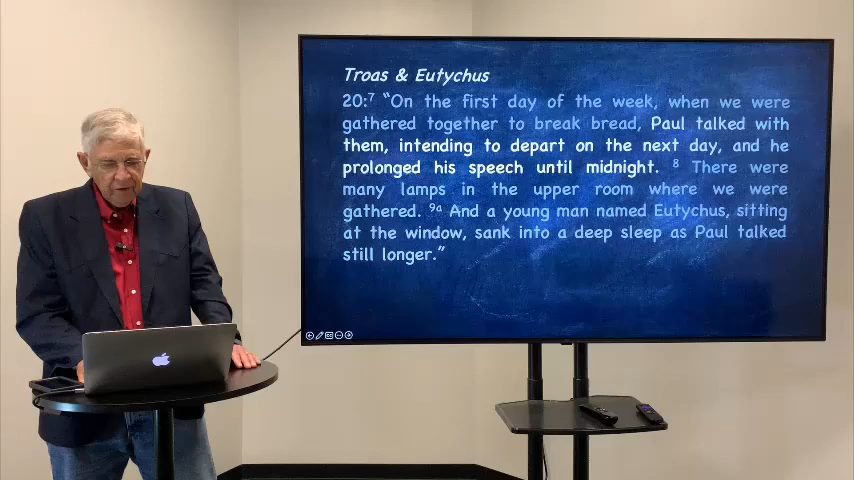 Troas & Eutychus
20:7 “On the first day of the week, when we were
gathered together to break bread, Paul talked with
them, intending to depart on the next day, and he
prolonged his speech until midnight. 8 There were
many lamps in the upper room where we were
gathered. 9a And a young man named Eutychus, sitting
at the window, sank into a deep sleep as Paul talked
still longer.”